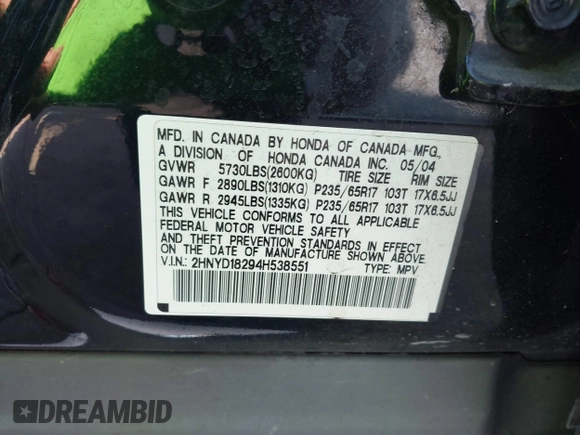 MFD. IN CANADA BY HONDA OF CANADA MFG.,
A DIVISION OF HONDA CANADA INC. 05/04
GVWR 5730LBS(2600KG) TIRE SIZE RIM SIZE
GAWR F 2890LBS(1310KG) P235/65R17 103T 17X6.5JJ
GAWR R 2945LBS(1335KG) P235/65R17 103T 17X6.5JJ
THIS VEHICLE CONFORMS TO ALL APPLICABLE
FEDERAL MOTOR VEHICLE SAFETY
AND THEFT PREVENTION STANDARDS IN EFFECT
ON THE DATE OF MANUFACTURE SHOWN ABOVE.
V.I.N.: 2HNYD18294H538551 TYPE: MPV
DREAMBID